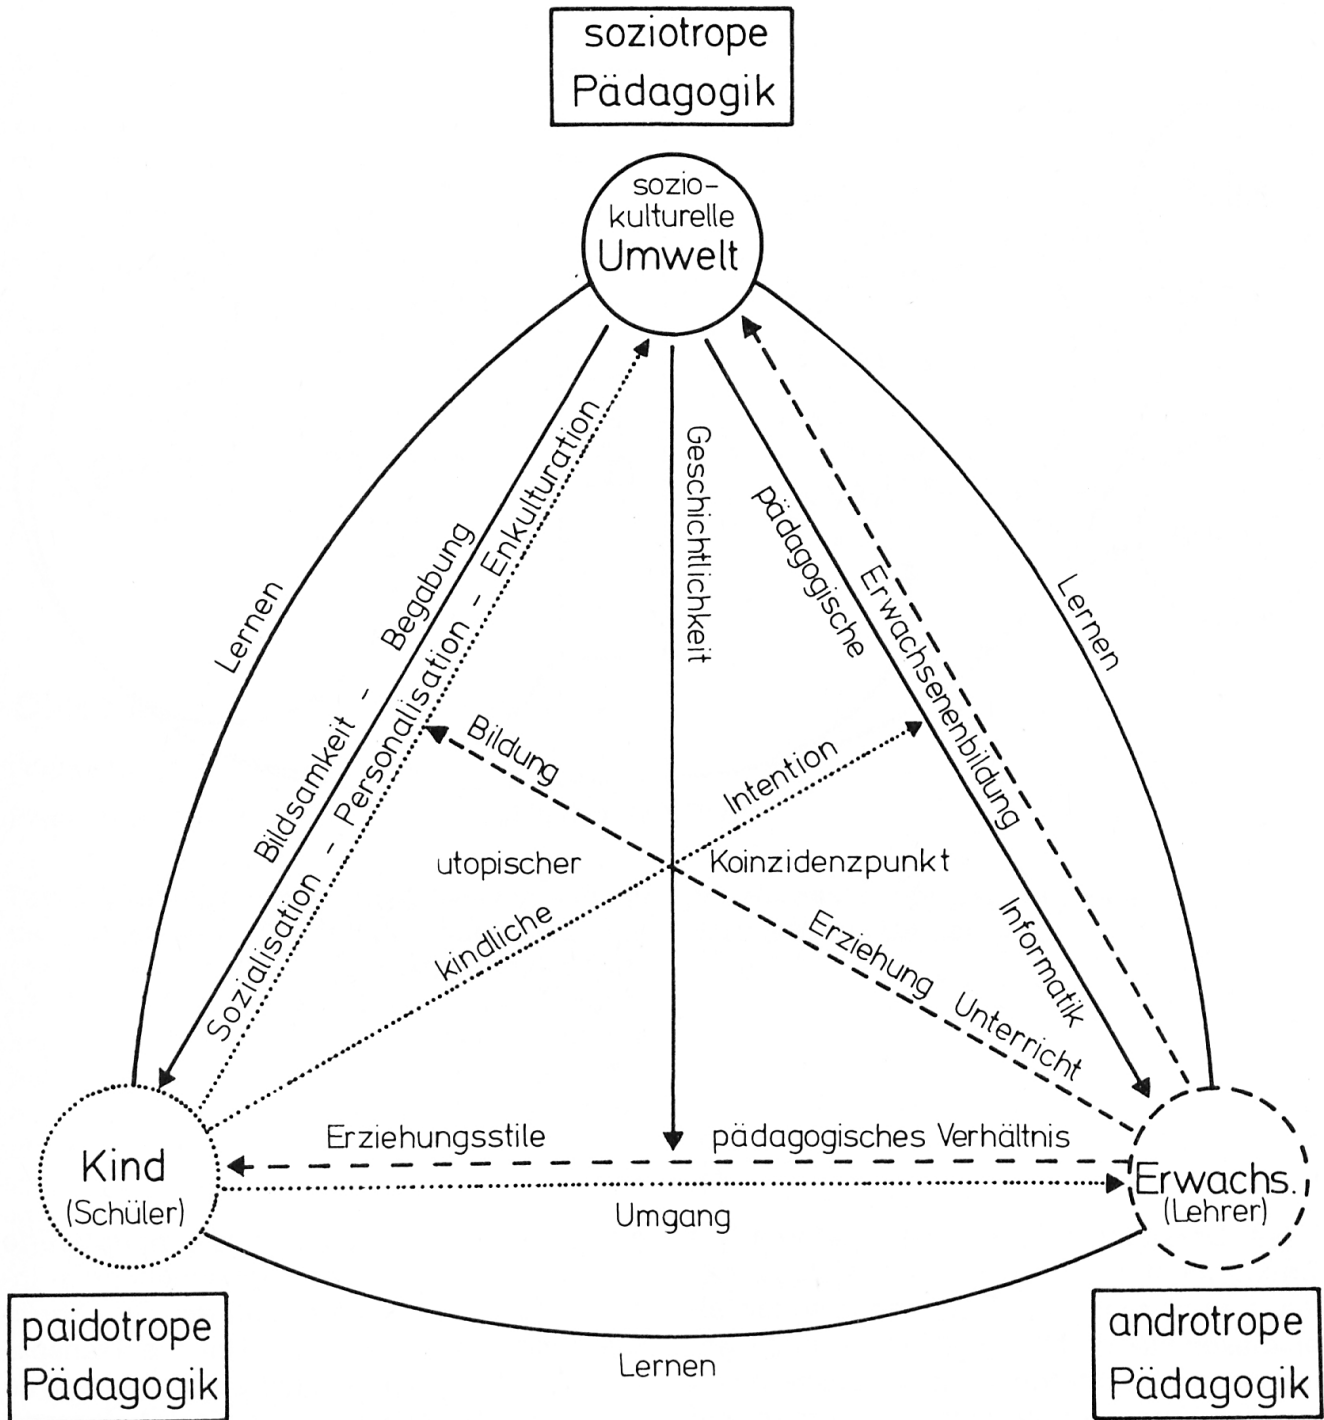 soziotrope
Pädagogik
sozio-
kulturelle
Umwelt
Lernen
Bildsamkeit - Begabung
Sozialisation - Personalisation - Enkulturation
Geschichtlichkeit
pädagogische Informatik
Erwachsenenbildung
Lernen
Bildung
Erziehung Unterricht
kindliche Intention
utopischer Koinzidenzpunkt
Erziehungsstile
pädagogisches Verhältnis
Umgang
Kind
(Schüler)
Erwachs.
(Lehrer)
Lernen
paidotrope
Pädagogik
androtrope
Pädagogik